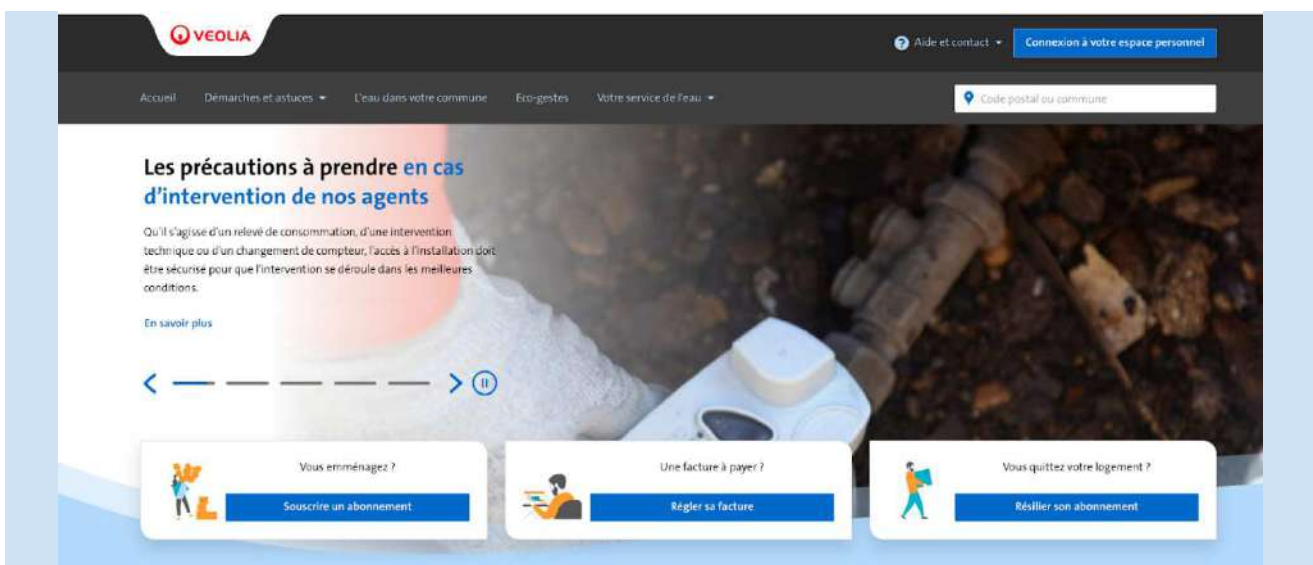 VEOLIA
Aide et contact
Connexion à votre espace personnel
Accueil
Démarches et astuces
L'eau dans votre commune
Eco-gestes
Votre service de l'eau
Code postal ou commune
Les précautions à prendre en cas
d'intervention de nos agents
Qu'il s'agisse d'un relevé de consommation, d'une intervention
technique ou d'un changement de compteur, l'accès à l'installation doit
être sécurisé pour que l'intervention se déroule dans les meilleures
conditions.
En savoir plus
Vous emménagez ?
Souscrire un abonnement
Une facture à payer ?
Régler sa facture
Vous quittez votre logement ?
Résilier son abonnement